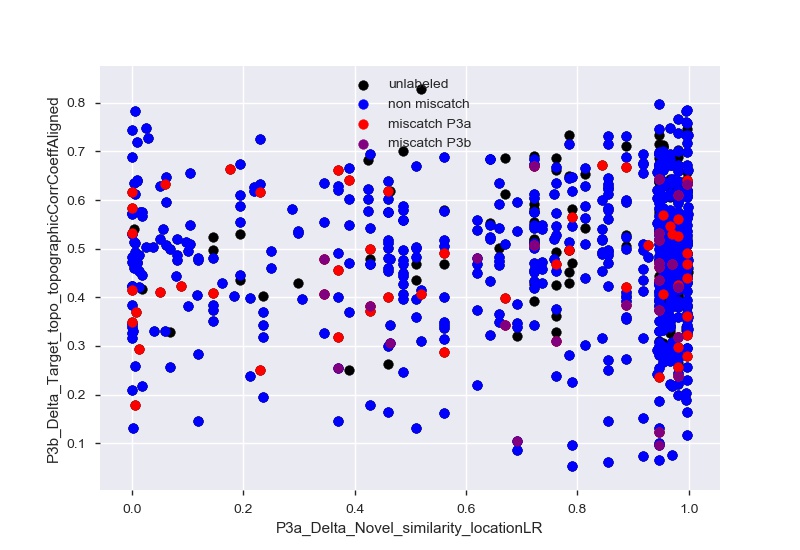 unlabeled
non miscatch
miscatch P3a
miscatch P3b
0.8
0.7
0.6
0.5
0.4
0.3
0.2
0.1
P3b_Delta_Target_topo_topographicCorrCoeffAligned
0.0 0.2 0.4 0.6 0.8 1.0
P3a_Delta_Novel_similarity_locationLR